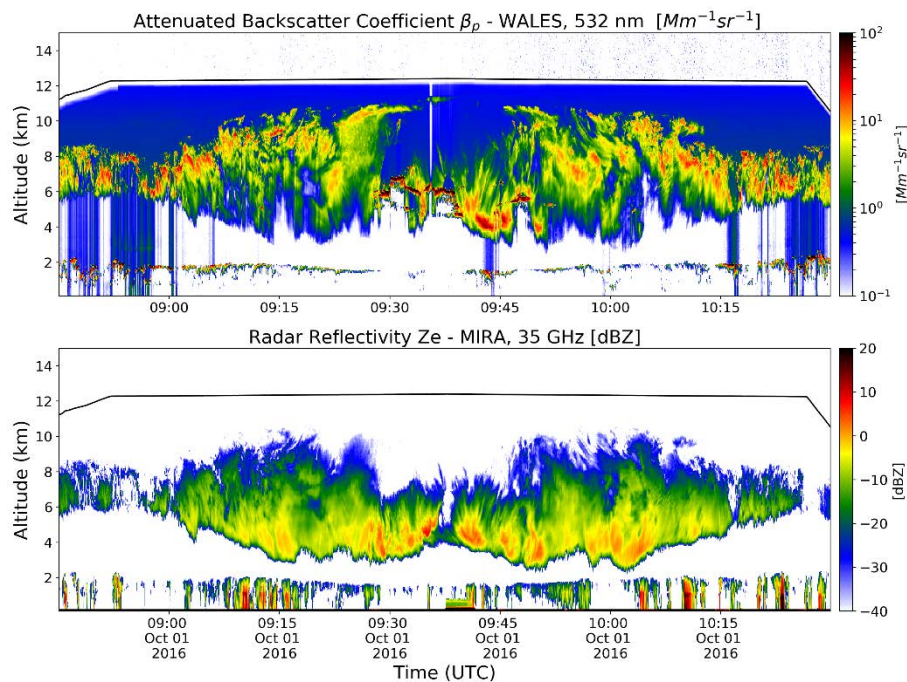 Attenuated Backscatter Coefficient βp - WALES, 532 nm [Mm⁻¹sr⁻¹]
14
12
10
8
6
4
2
Altitude (km)
09:00 09:15 09:30 09:45 10:00 10:15
10²
10¹
10⁰
10⁻¹
[Mm⁻¹sr⁻¹]
Radar Reflectivity Ze - MIRA, 35 GHz [dBZ]
14
12
10
8
6
4
2
Altitude (km)
09:00 09:15 09:30 09:45 10:00 10:15
Oct 01 Oct 01 Oct 01 Oct 01 Oct 01 Oct 01
2016 2016 2016 2016 2016 2016
Time (UTC)
20
10
0
−10
−20
−30
−40
[dBZ]